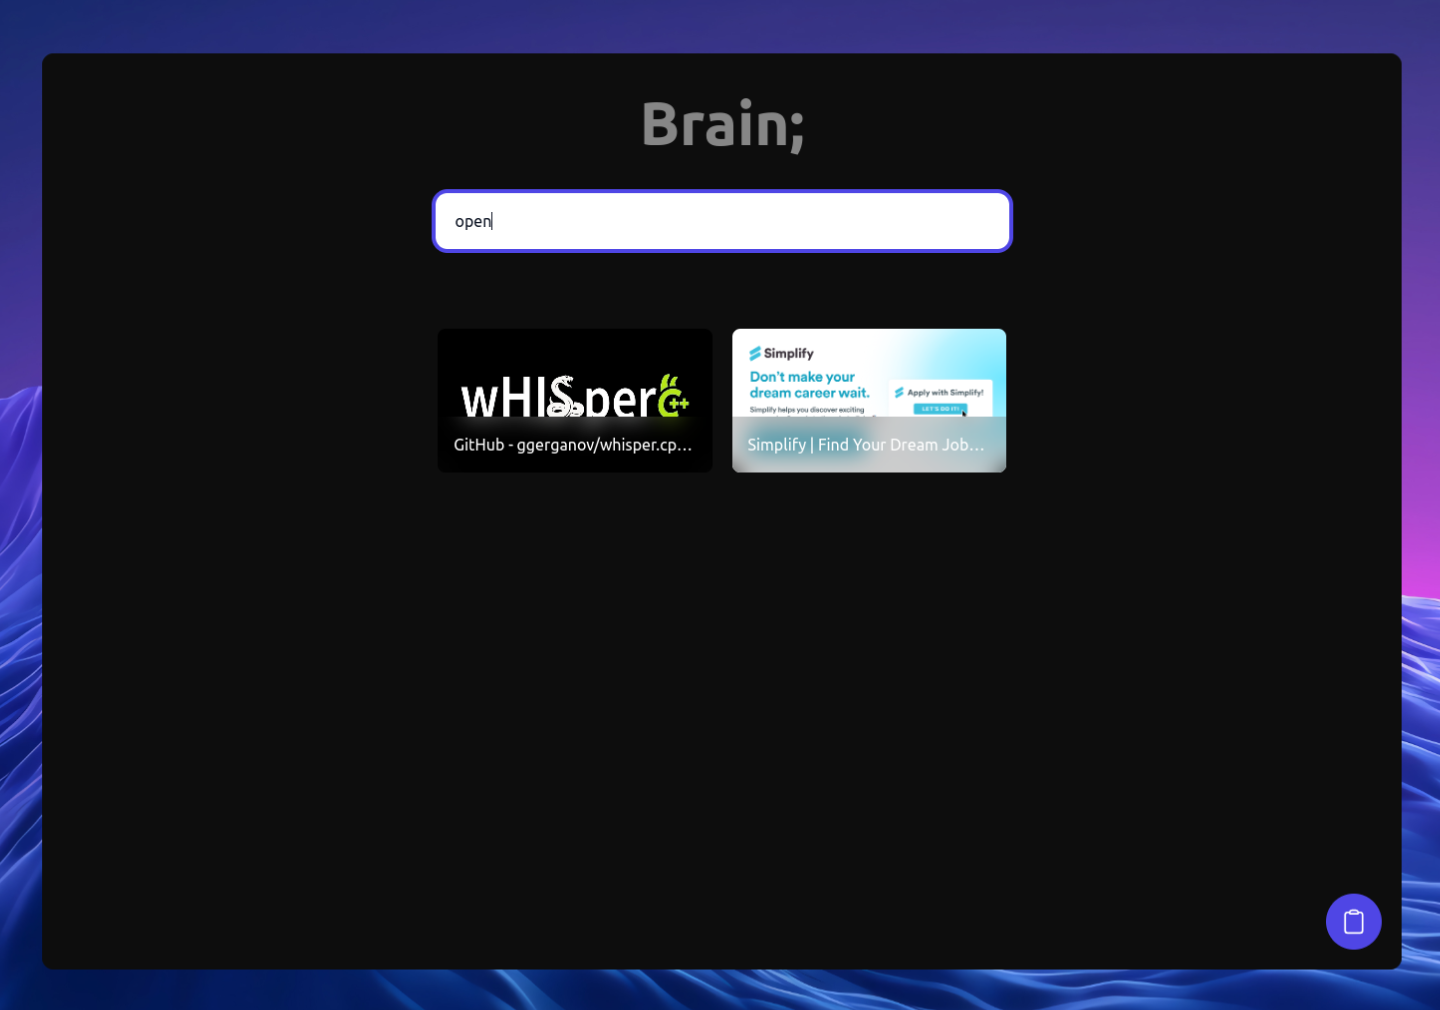 Brain;
open
wHISper C++
GitHub - ggerganov/whisper.cp...
Simplify
Don't make your
dream career wait.
Simplify helps you discover exciting
Apply with Simplify!
LET'S DO IT!
Simplify | Find Your Dream Job...